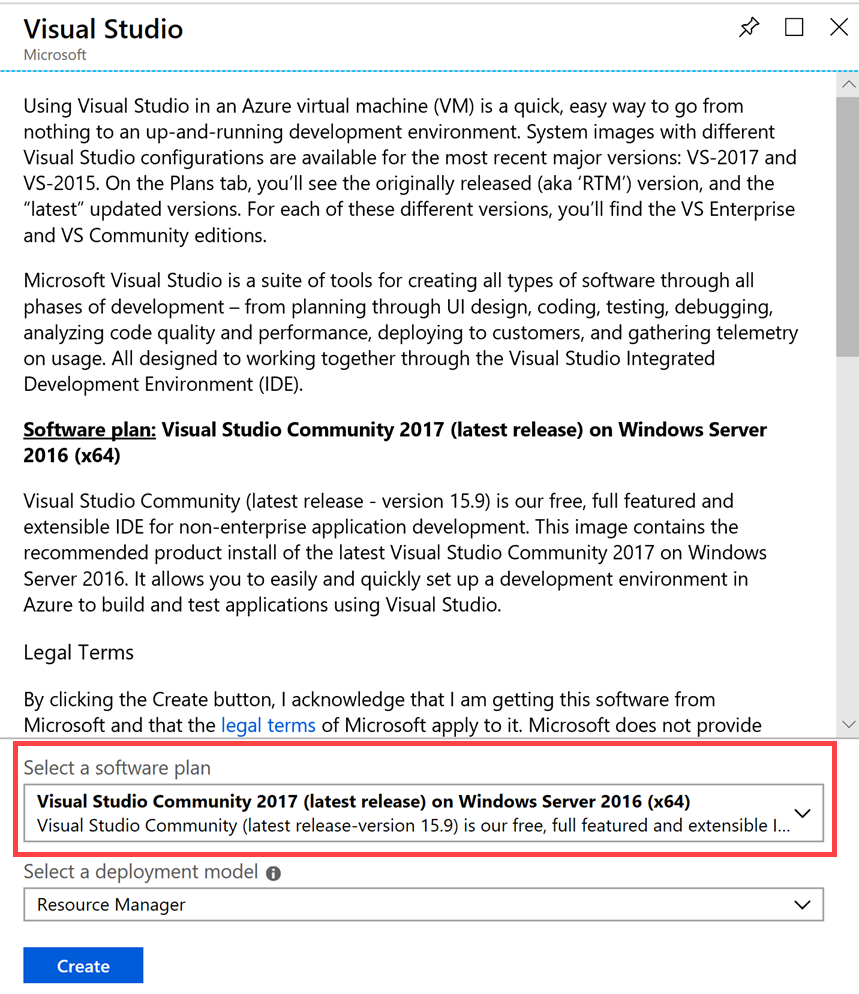 Visual Studio
Microsoft
Using Visual Studio in an Azure virtual machine (VM) is a quick, easy way to go from
nothing to an up-and-running development environment. System images with different
Visual Studio configurations are available for the most recent major versions: VS-2017 and
VS-2015. On the Plans tab, you’ll see the originally released (aka ‘RTM’) version, and the
“latest” updated versions. For each of these different versions, you’ll find the VS Enterprise
and VS Community editions.
Microsoft Visual Studio is a suite of tools for creating all types of software through all
phases of development – from planning through UI design, coding, testing, debugging,
analyzing code quality and performance, deploying to customers, and gathering telemetry
on usage. All designed to working together through the Visual Studio Integrated
Development Environment (IDE).
Software plan: Visual Studio Community 2017 (latest release) on Windows Server
2016 (x64)
Visual Studio Community (latest release - version 15.9) is our free, full featured and
extensible IDE for non-enterprise application development. This image contains the
recommended product install of the latest Visual Studio Community 2017 on Windows
Server 2016. It allows you to easily and quickly set up a development environment in
Azure to build and test applications using Visual Studio.
Legal Terms
By clicking the Create button, I acknowledge that I am getting this software from
Microsoft and that the legal terms of Microsoft apply to it. Microsoft does not provide
Select a software plan
Visual Studio Community 2017 (latest release) on Windows Server 2016 (x64)
Visual Studio Community (latest release-version 15.9) is our free, full featured and extensible I...
Select a deployment model
Resource Manager
Create